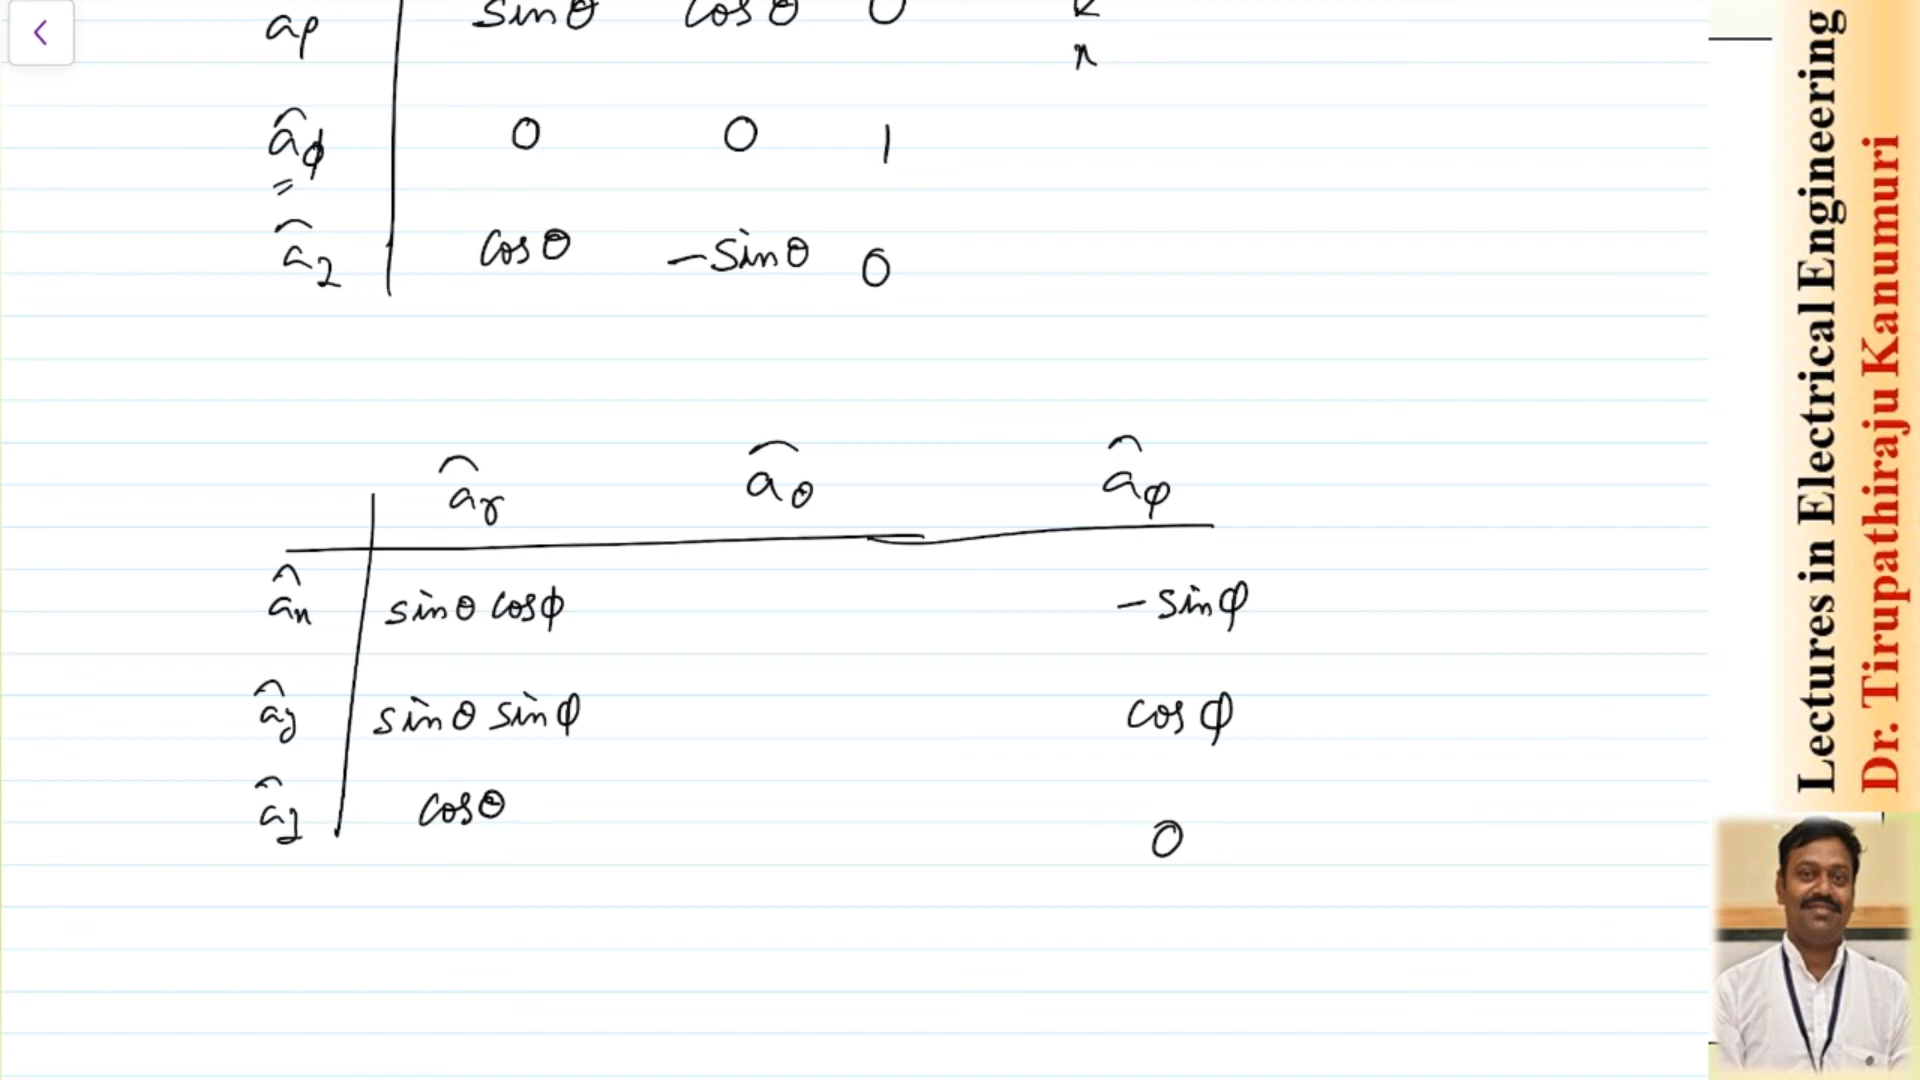 aρ sinθ cosθ 0
x
âϕ 0 0 1
=
âz cosθ -sinθ 0
âr âθ âφ
âx sinθ cosϕ -sinφ
ây sinθ sinφ cosφ
âz cosθ 0
Lectures in Electrical Engineering
Dr. Tirupathiraju Kanumuri